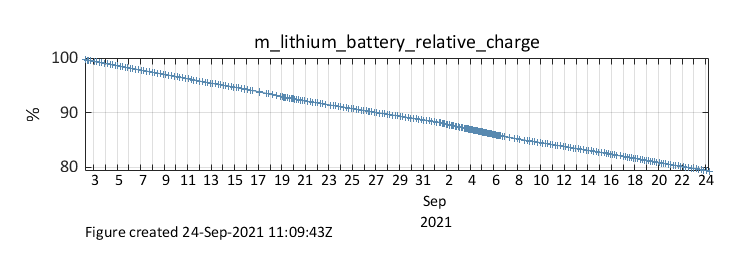 m_lithium_battery_relative_charge
100
90
80
%
3 5 7 9 11 13 15 17 19 21 23 25 27 29 31 2 4 6 8 10 12 14 16 18 20 22 24
Sep
2021
Figure created 24-Sep-2021 11:09:43Z